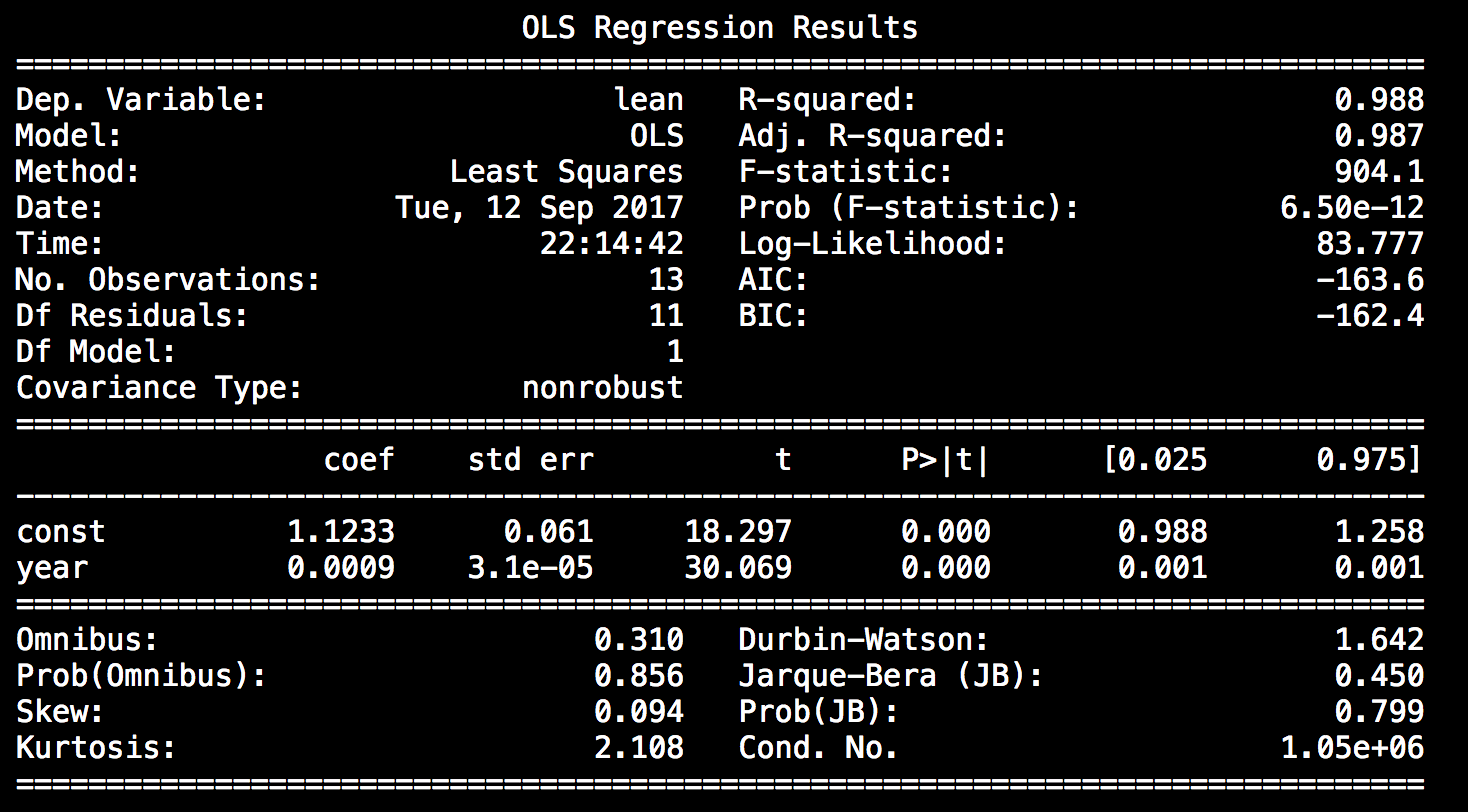 OLS Regression Results
==============================================================================
Dep. Variable:                   lean   R-squared:                       0.988
Model:                            OLS   Adj. R-squared:                  0.987
Method:                 Least Squares   F-statistic:                     904.1
Date:                Tue, 12 Sep 2017   Prob (F-statistic):           6.50e-12
Time:                        22:14:42   Log-Likelihood:                 83.777
No. Observations:                  13   AIC:                            -163.6
Df Residuals:                      11   BIC:                            -162.4
Df Model:                           1
Covariance Type:            nonrobust
==============================================================================
                 coef    std err          t      P>|t|      [0.025      0.975]
------------------------------------------------------------------------------
const          1.1233      0.061     18.297      0.000       0.988       1.258
year           0.0009    3.1e-05     30.069      0.000       0.001       0.001
==============================================================================
Omnibus:                        0.310   Durbin-Watson:                   1.642
Prob(Omnibus):                  0.856   Jarque-Bera (JB):                0.450
Skew:                           0.094   Prob(JB):                        0.799
Kurtosis:                       2.108   Cond. No.                     1.05e+06
==============================================================================